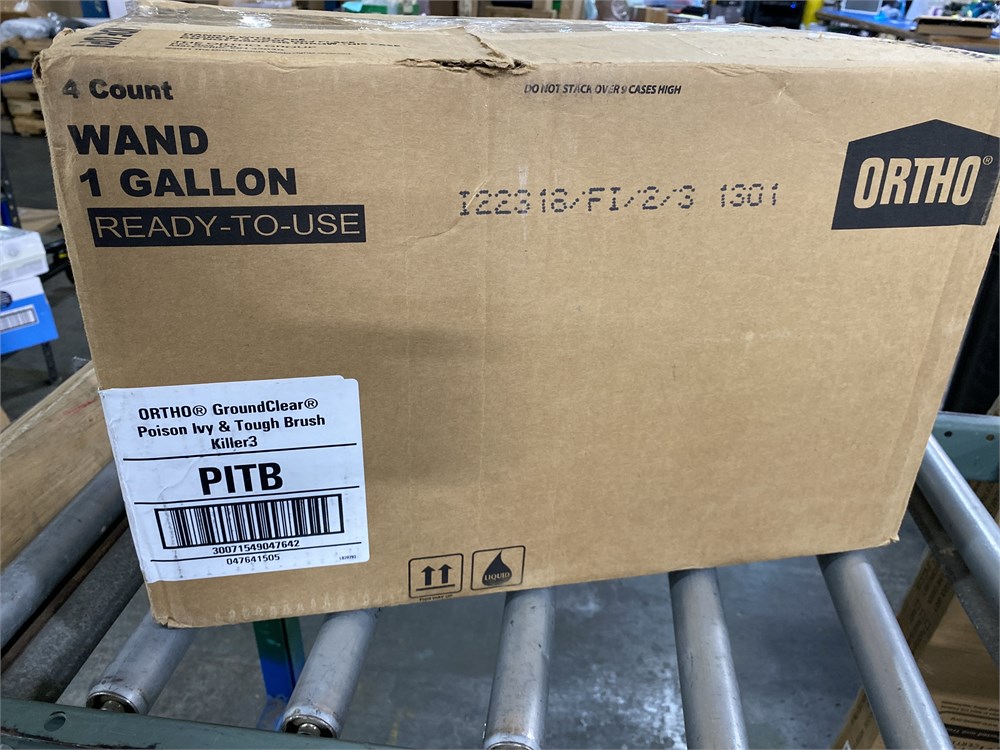 4 Count
DO NOT STACK OVER 9 CASES HIGH
WAND
1 GALLON
READY-TO-USE
I22318/FI/2/3 1301
ORTHO®
ORTHO® GroundClear®
Poison Ivy & Tough Brush
Killer3
PITB
30071549047642
047641505
LIQUID